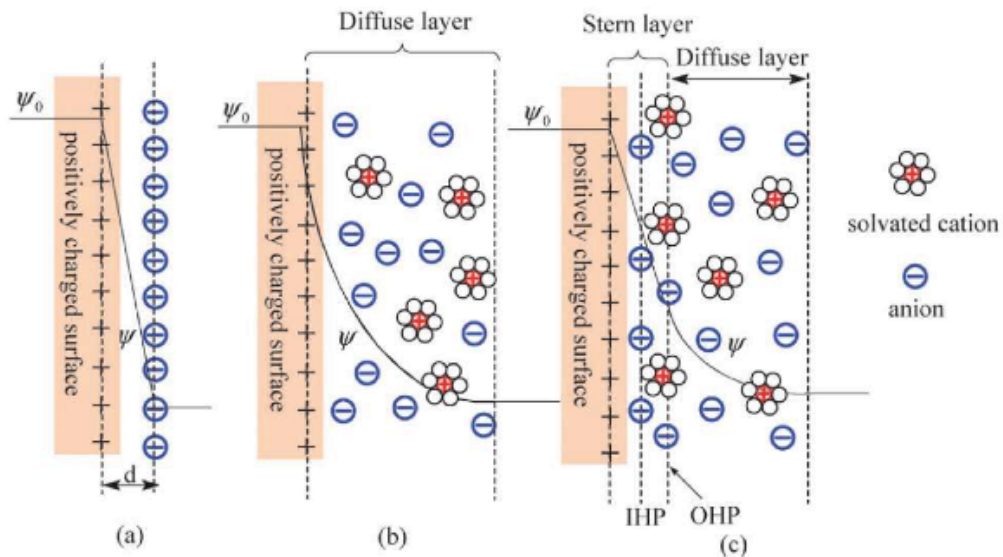 Diffuse layer
Stern layer
Diffuse layer
ψ₀
positively charged surface
ψ
d
(a)
ψ₀
positively charged surface
ψ
(b)
ψ₀
positively charged surface
ψ
IHP
OHP
(c)
solvated cation
anion